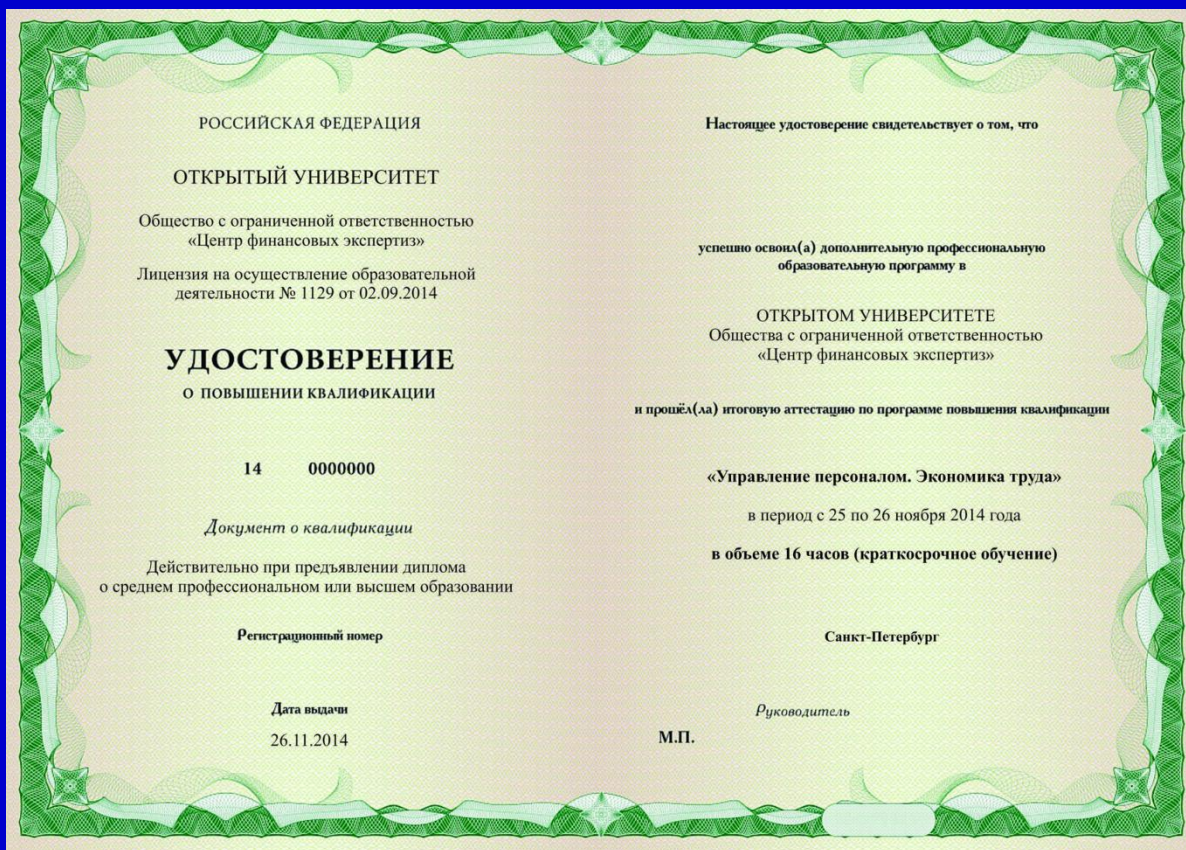 РОССИЙСКАЯ ФЕДЕРАЦИЯ
ОТКРЫТЫЙ УНИВЕРСИТЕТ
Общество с ограниченной ответственностью
«Центр финансовых экспертиз»
Лицензия на осуществление образовательной
деятельности № 1129 от 02.09.2014
УДОСТОВЕРЕНИЕ
О ПОВЫШЕНИИ КВАЛИФИКАЦИИ
14 0000000
Документ о квалификации
Действительно при предъявлении диплома
о среднем профессиональном или высшем образовании
Регистрационный номер
Дата выдачи
26.11.2014
Настоящее удостоверение свидетельствует о том, что
успешно освоил(а) дополнительную профессиональную
образовательную программу в
ОТКРЫТОМ УНИВЕРСИТЕТЕ
Общества с ограниченной ответственностью
«Центр финансовых экспертиз»
и прошёл(ла) итоговую аттестацию по программе повышения квалификации
«Управление персоналом. Экономика труда»
в период с 25 по 26 ноября 2014 года
в объеме 16 часов (краткосрочное обучение)
Санкт-Петербург
Руководитель
М.П.